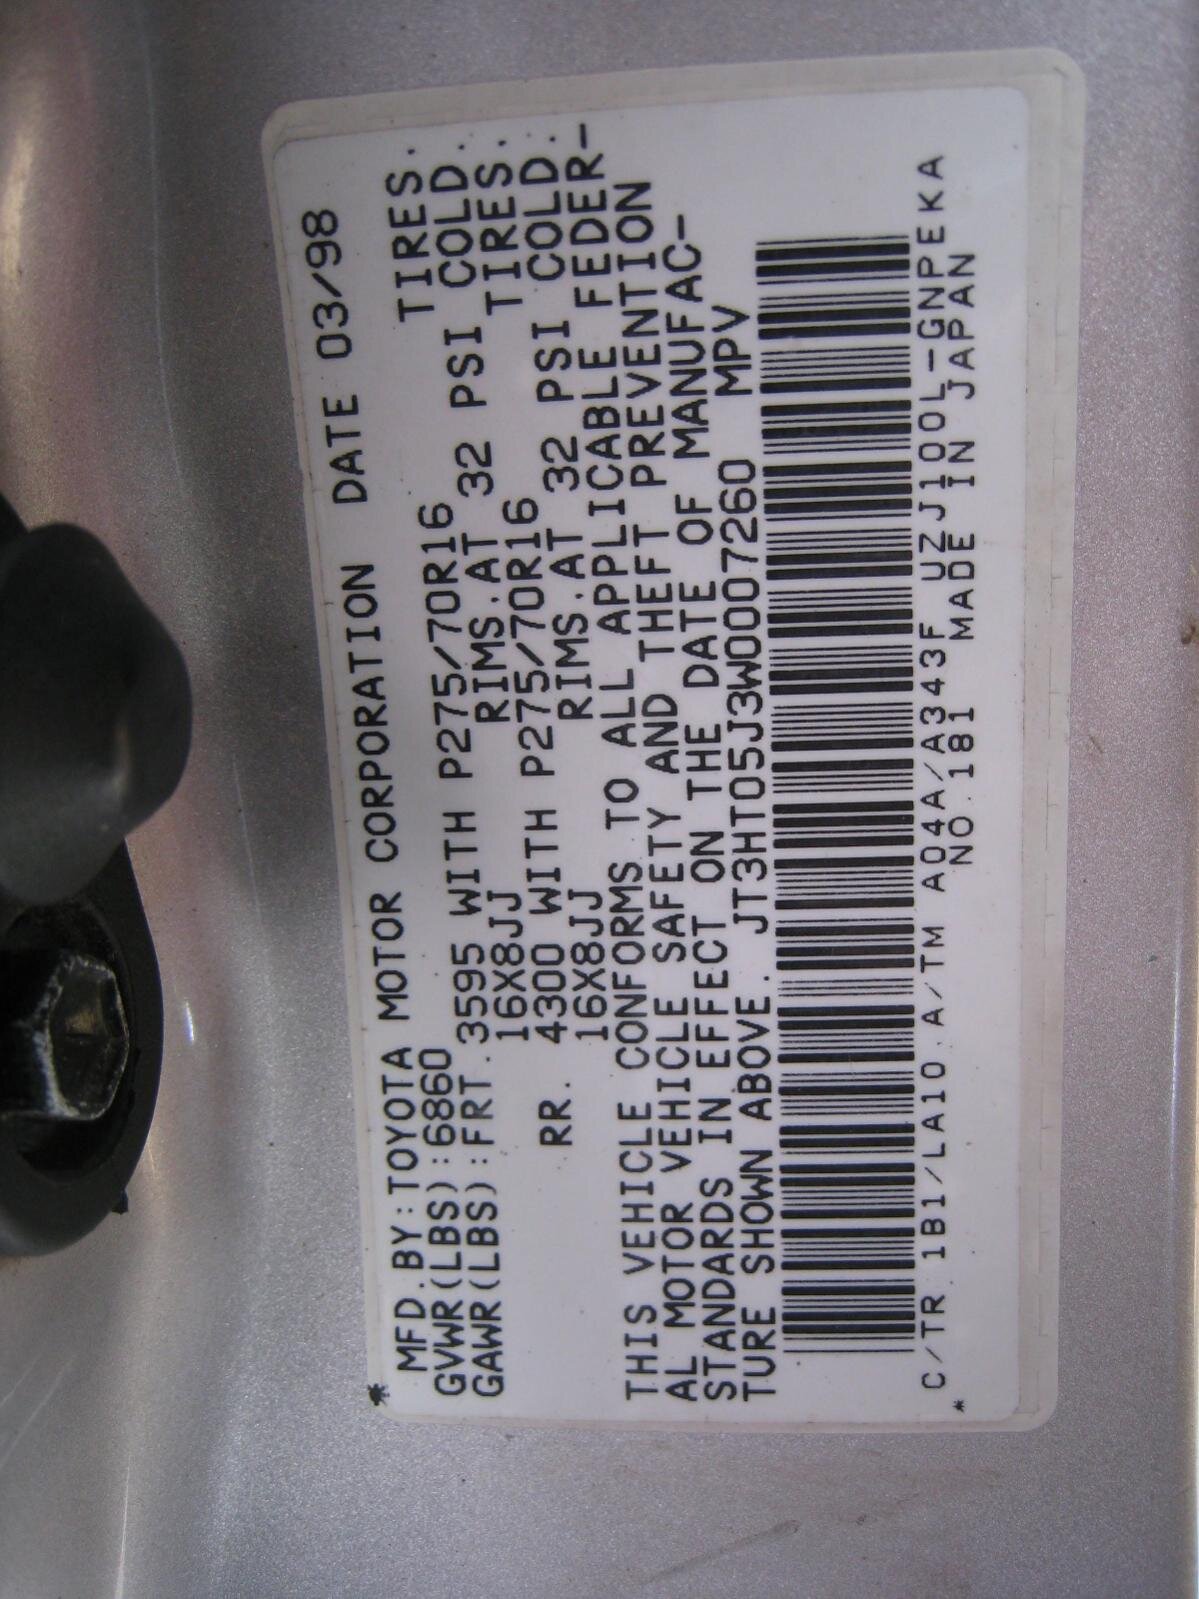 MFD.BY:TOYOTA MOTOR CORPORATION DATE 03/98
GVWR(LBS):6860
GAWR(LBS):FRT.3595 WITH P275/70R16 TIRES.
16X8JJ RIMS.AT 32 PSI COLD.
RR. 4300 WITH P275/70R16 TIRES.
16X8JJ RIMS.AT 32 PSI COLD.
THIS VEHICLE CONFORMS TO ALL APPLICABLE FEDER-
AL MOTOR VEHICLE SAFETY AND THEFT PREVENTION
STANDARDS IN EFFECT ON THE DATE OF MANUFAC-
TURE SHOWN ABOVE. JT3HT05J3W0007260 MPV
C/TR 1B1/LA10 A/TM A04A/A343F UZJ100L-GNPEKA
NO.181 MADE IN JAPAN